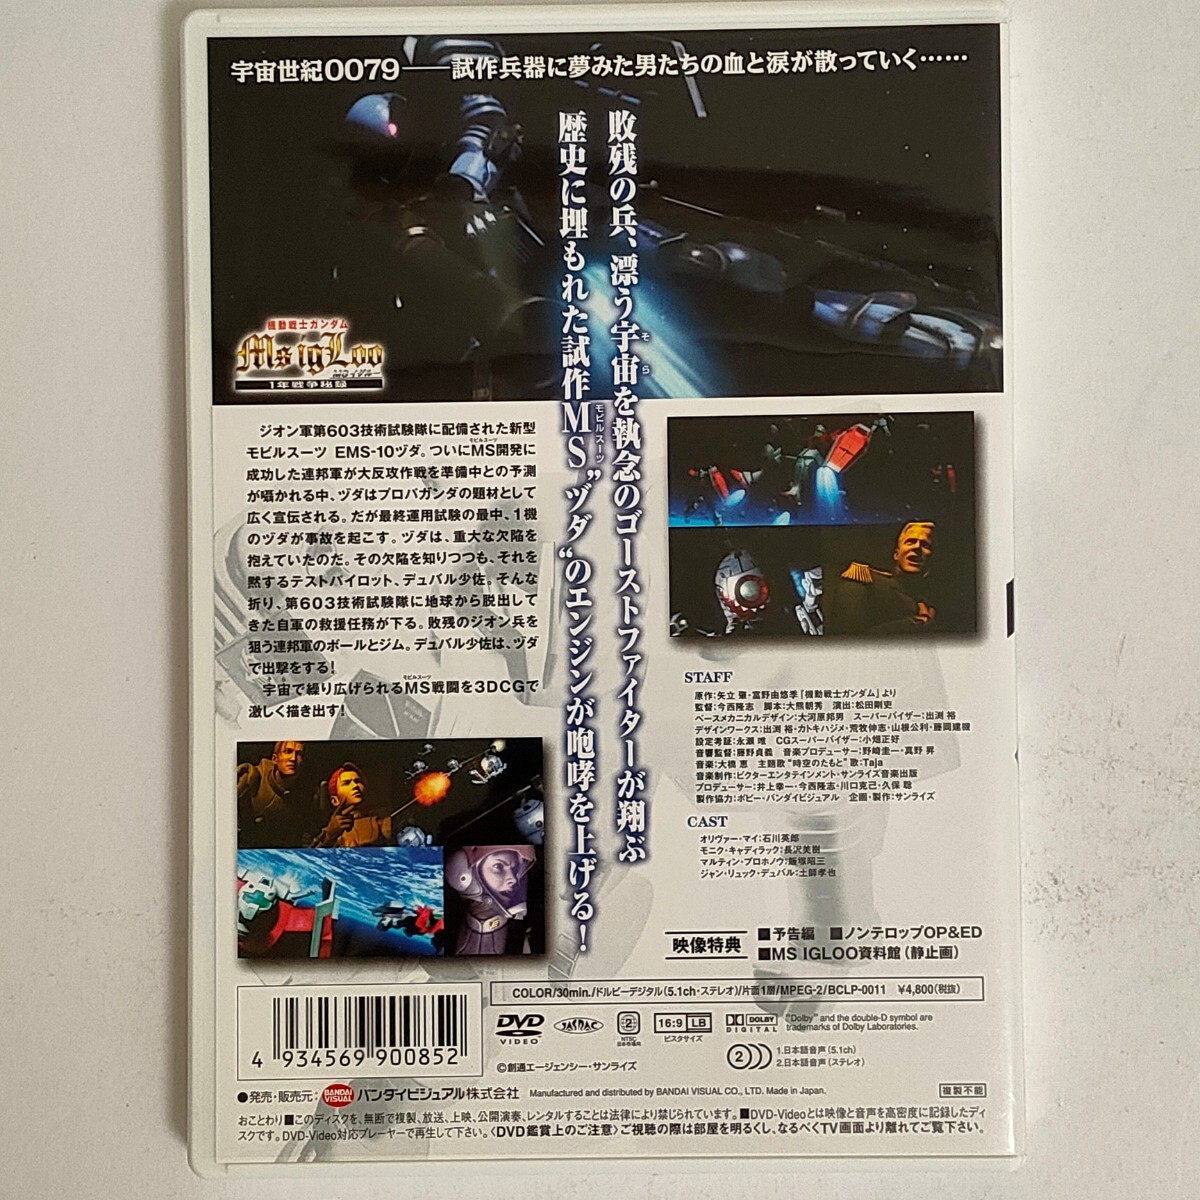 宇宙世紀0079──試作兵器に夢みた男たちの血と涙が散っていく……
敗残の兵、漂う宇宙を執念のゴーストファイターが翔ぶ
そら
歴史に埋もれた試作MS〝ヅダ〟のエンジンが咆哮を上げる!
モビルスーツ
機動戦士ガンダム
MS igLoo
1年戦争秘録
ジオン軍第603技術試験隊に配備された新型
モビルスーツ EMS-10ヅダ。ついにMS開発に
モビルスーツ
成功した連邦軍が大反攻作戦を準備中との予測
が囁かれる中、ヅダはプロパガンダの題材として
広く宣伝される。だが最終運用試験の最中、1機
のヅダが事故を起こす。ヅダは、重大な欠陥を
抱えていたのだ。その欠陥を知りつつも、それを
黙するテストパイロット、デュバル少佐。そんな
折り、第603技術試験隊に地球から脱出して
きた自軍の救援任務が下る。敗残のジオン兵を
狙う連邦軍のボールとジム。デュバル少佐は、ヅダ
で出撃をする!
宇宙で繰り広げられるMS戦闘を3DCGで
モビルスーツ
激しく描き出す!
STAFF
原作:矢立 肇・富野由悠季『機動戦士ガンダム』より
監督:今西隆志 脚本:大熊朝秀 演出:松田剛吏
ベースメカニカルデザイン:大河原邦男 スーパーバイザー:出渕 裕
デザインワークス:出渕 裕・カトキハジメ・荒牧伸志・山根公利・藤岡建機
設定考証:永瀬 唯 CGスーパーバイザー:小畑正好
音響監督:藤野貞義 音楽プロデューサー:野崎圭一・真野 昇
音楽:大橋 恵 主題歌“時空のたもと”歌:Taja
音楽制作:ビクターエンタテインメント・サンライズ音楽出版
プロデューサー:井上幸一・今西隆志・川口克己・久保 聡
製作協力:ポピー・バンダイビジュアル 企画・製作:サンライズ
CAST
オリヴァー・マイ:石川英郎
モニク・キャディラック:長沢美樹
マルティン・プロホノウ:飯塚昭三
ジャン・リュック・デュバル:土師孝也
映像特典
■予告編 ■ノンテロップOP&ED
■MS IGLOO資料館(静止画)
COLOR/30min./ドルビーデジタル(5.1ch・ステレオ)/片面1層/MPEG-2/BCLP-0011 ¥4,800(税抜)
DVD VIDEO
JASRAC
2
NTSC
日本市場向
16:9 LB
ビスタサイズ
DOLBY DIGITAL
"Dolby" and the double-D symbol are
trademarks of Dolby Laboratories.
2
1.日本語音声(5.1ch)
2.日本語音声(ステレオ)
4 934569 900852
©創通エージェンシー・サンライズ
●発売・販売元: BANDAI VISUAL バンダイビジュアル株式会社 Manufactured and distributed by BANDAI VISUAL CO., LTD. Made in Japan. 複製不能
おことわり■このディスクを、無断で複製、放送、上映、公開演奏、レンタルすることは法律により禁じられています。■DVD-Videoとは映像と音声を高密度に記録したディ
スクです。DVD-Video対応プレーヤーで再生して下さい。〈DVD鑑賞上のご注意〉ご視聴の際は部屋を明るくし、なるべくTV画面より離れてご覧下さい。